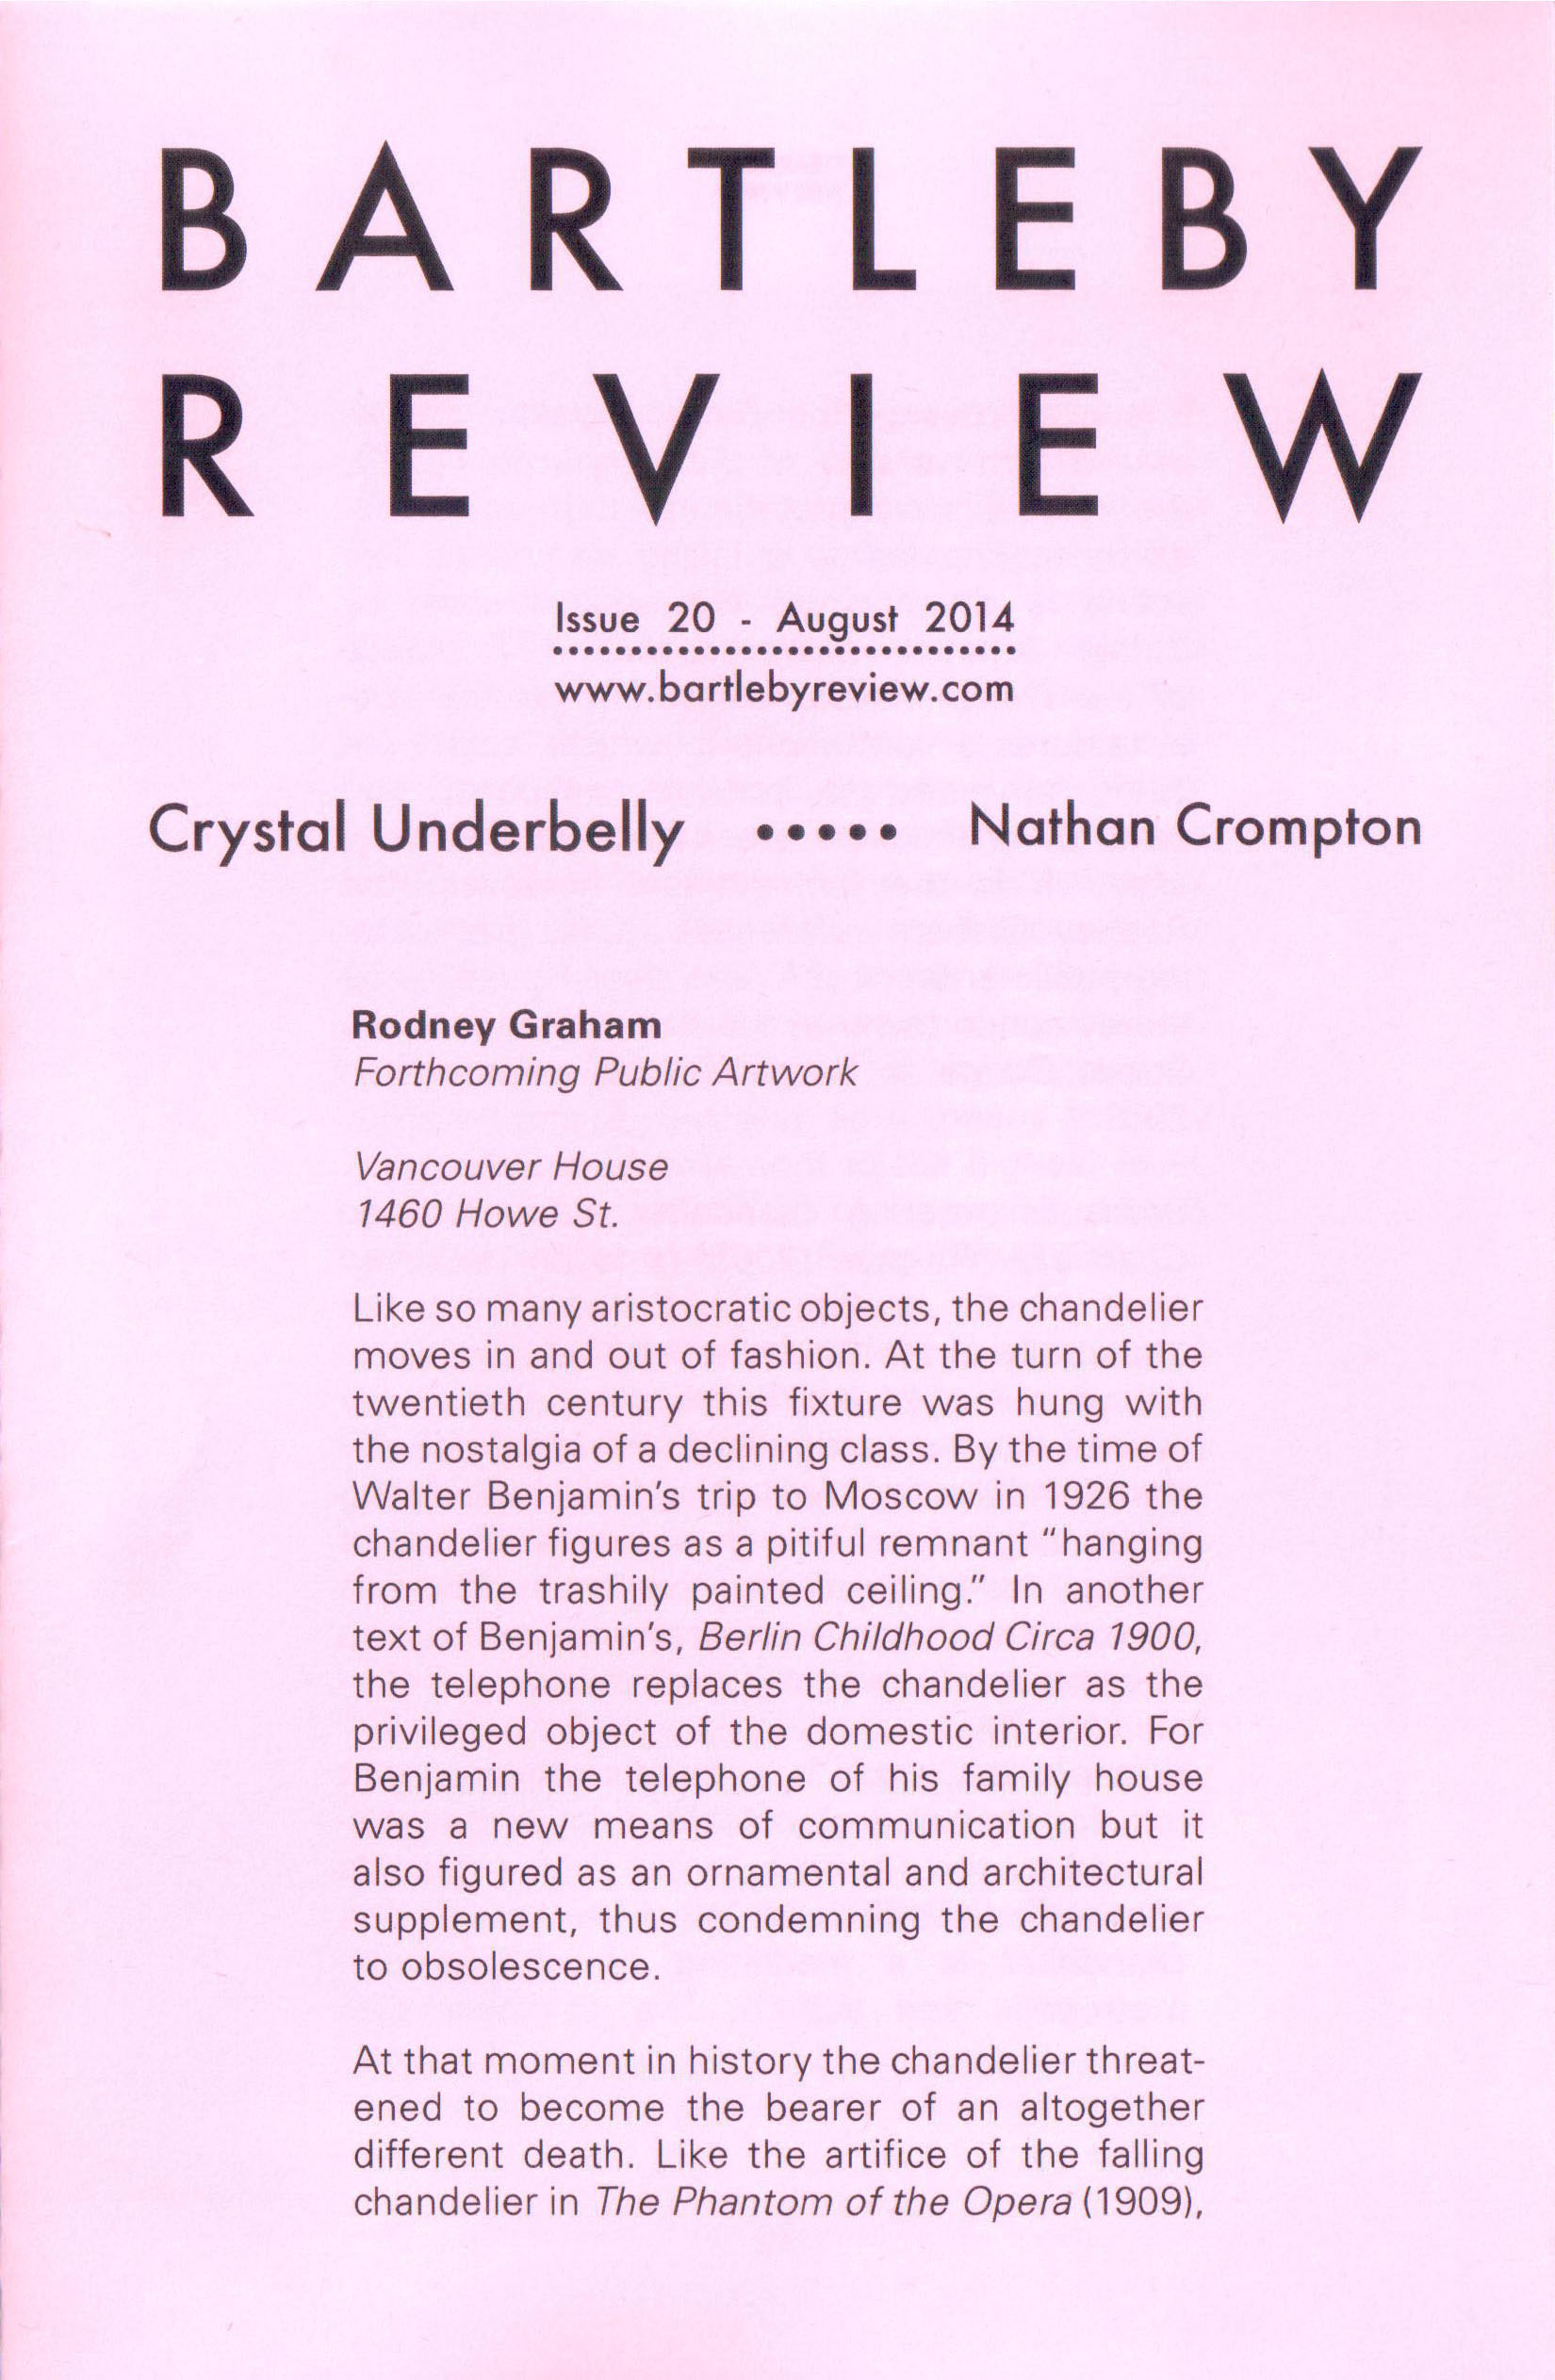 BARTLEBY
REVIEW
Issue 20 - August 2014
www.bartlebyreview.com
Crystal Underbelly ••••• Nathan Crompton
Rodney Graham
Forthcoming Public Artwork
Vancouver House
1460 Howe St.
Like so many aristocratic objects, the chandelier
moves in and out of fashion. At the turn of the
twentieth century this fixture was hung with
the nostalgia of a declining class. By the time of
Walter Benjamin's trip to Moscow in 1926 the
chandelier figures as a pitiful remnant "hanging
from the trashily painted ceiling." In another
text of Benjamin's, Berlin Childhood Circa 1900,
the telephone replaces the chandelier as the
privileged object of the domestic interior. For
Benjamin the telephone of his family house
was a new means of communication but it
also figured as an ornamental and architectural
supplement, thus condemning the chandelier
to obsolescence.
At that moment in history the chandelier threat-
ened to become the bearer of an altogether
different death. Like the artifice of the falling
chandelier in The Phantom of the Opera (1909),